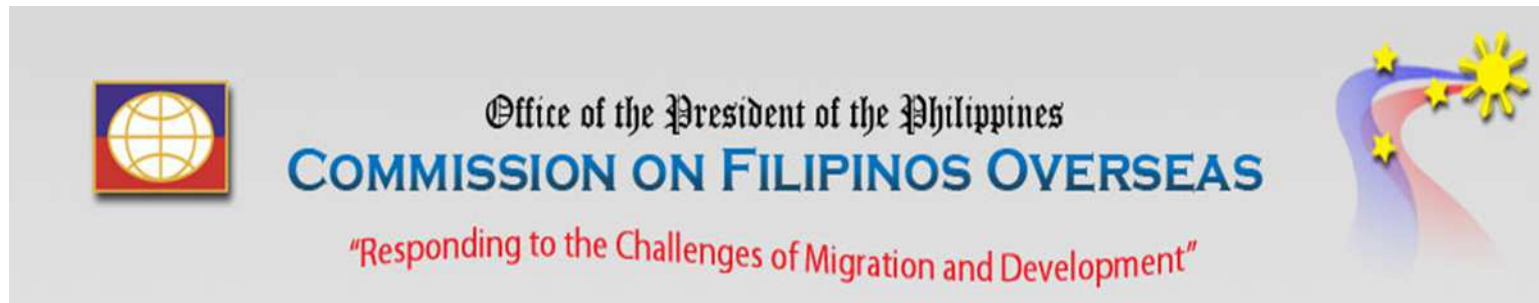 Office of the President of the Philippines
COMMISSION ON FILIPINOS OVERSEAS
“Responding to the Challenges of Migration and Development”